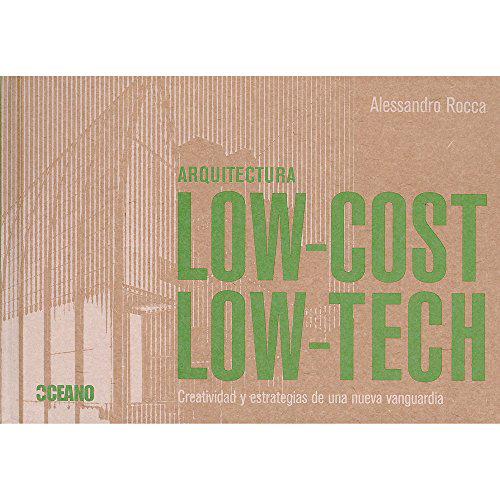 Alessandro Rocca
ARQUITECTURA
LOW-COST
LOW-TECH
Creatividad y estrategias de una nueva vanguardia
OCEANO